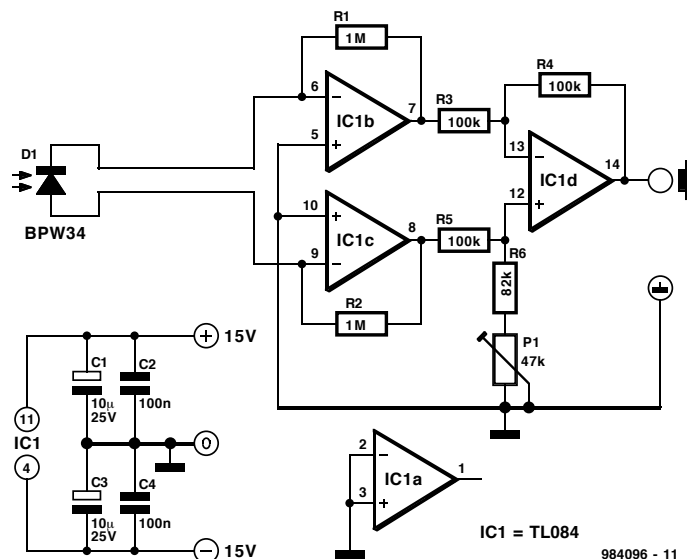 R1
1M
6
−
7
IC1b
5
+
R3
100k
R4
100k
13
−
14
IC1d
12
+
D1
BPW34
10
+
8
IC1c
9
−
R5
100k
R2
1M
R6
82k
P1
47k
+ 15V
C1
C2
10µ
25V
100n
11
IC1
4
0
C3
C4
10µ
25V
100n
− 15V
2
−
IC1a
1
3
+
IC1 = TL084
984096 - 11